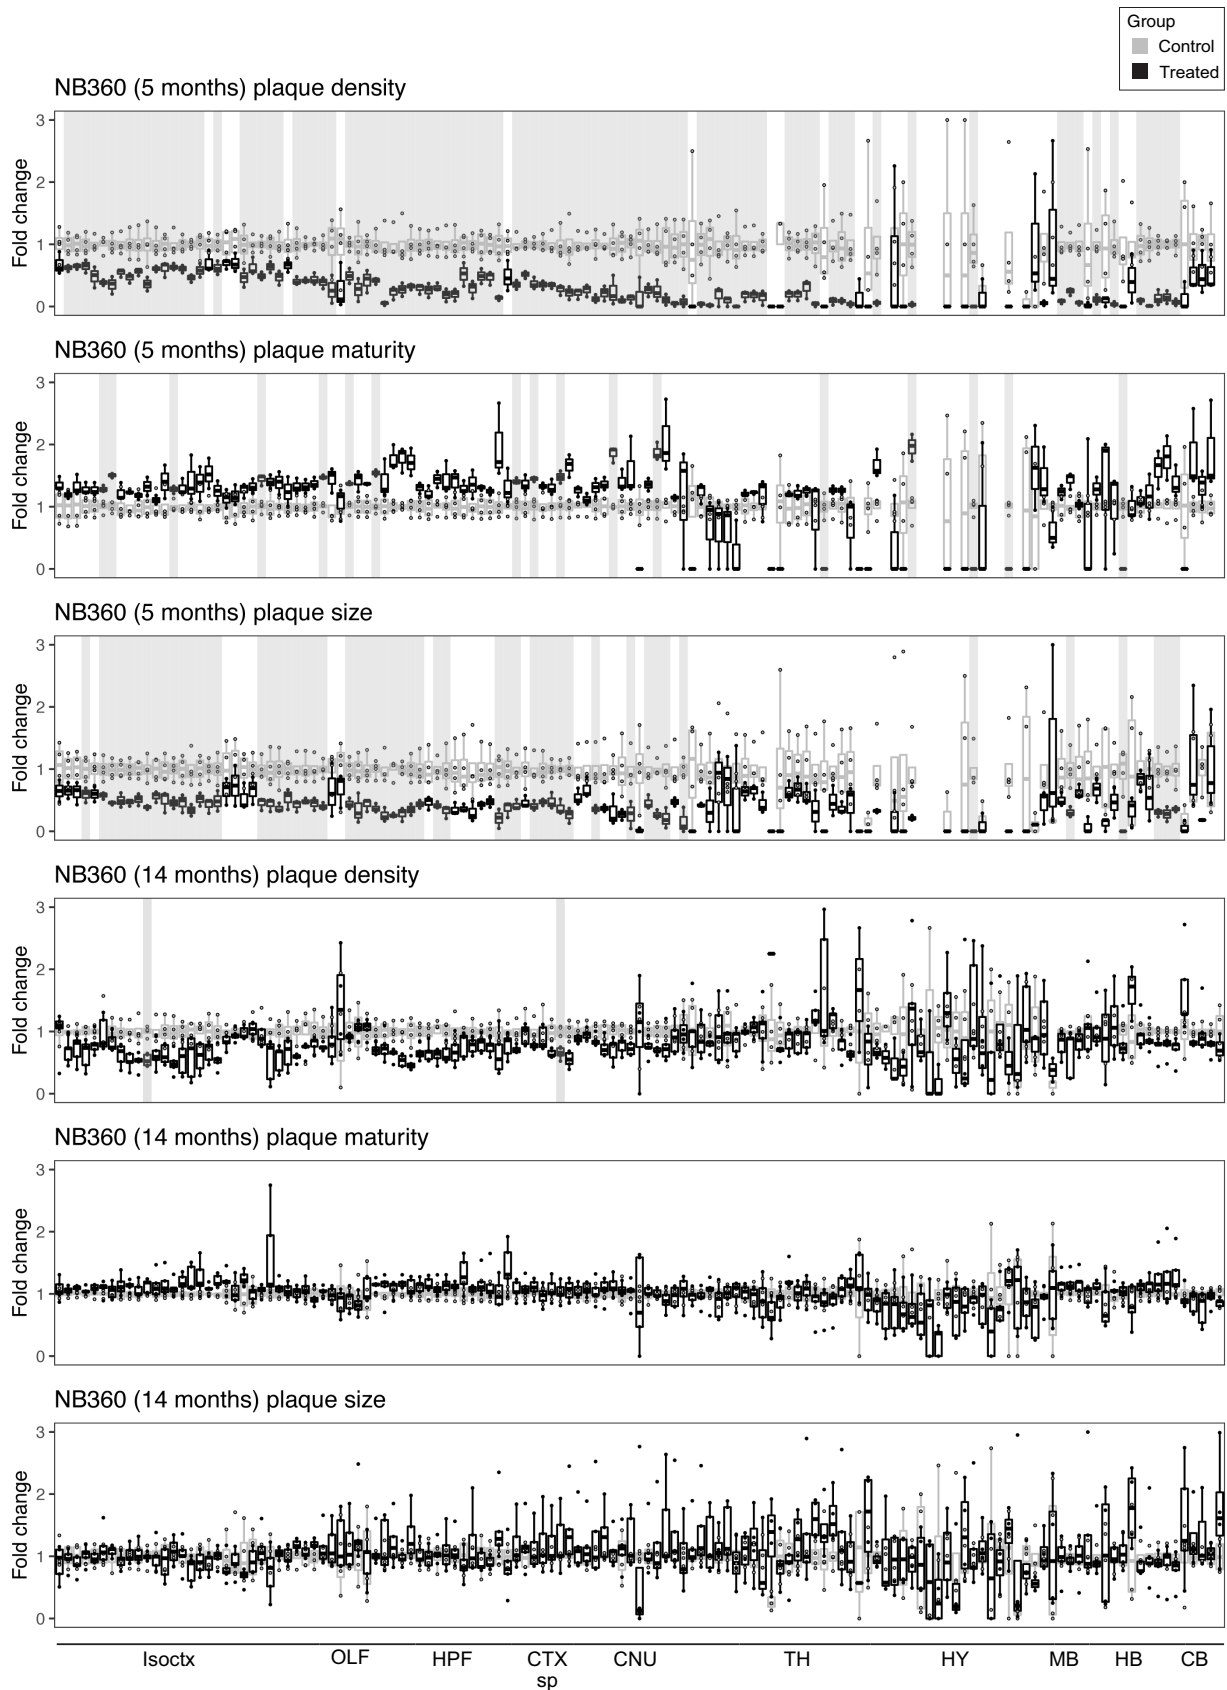 Group
Control
Treated
NB360 (5 months) plaque density
Fold change
3
2
1
0
NB360 (5 months) plaque maturity
Fold change
3
2
1
0
NB360 (5 months) plaque size
Fold change
3
2
1
0
NB360 (14 months) plaque density
Fold change
3
2
1
0
NB360 (14 months) plaque maturity
Fold change
3
2
1
0
NB360 (14 months) plaque size
Fold change
3
2
1
0
Isoctx OLF HPF CTX CNU TH HY MB HB CB
sp